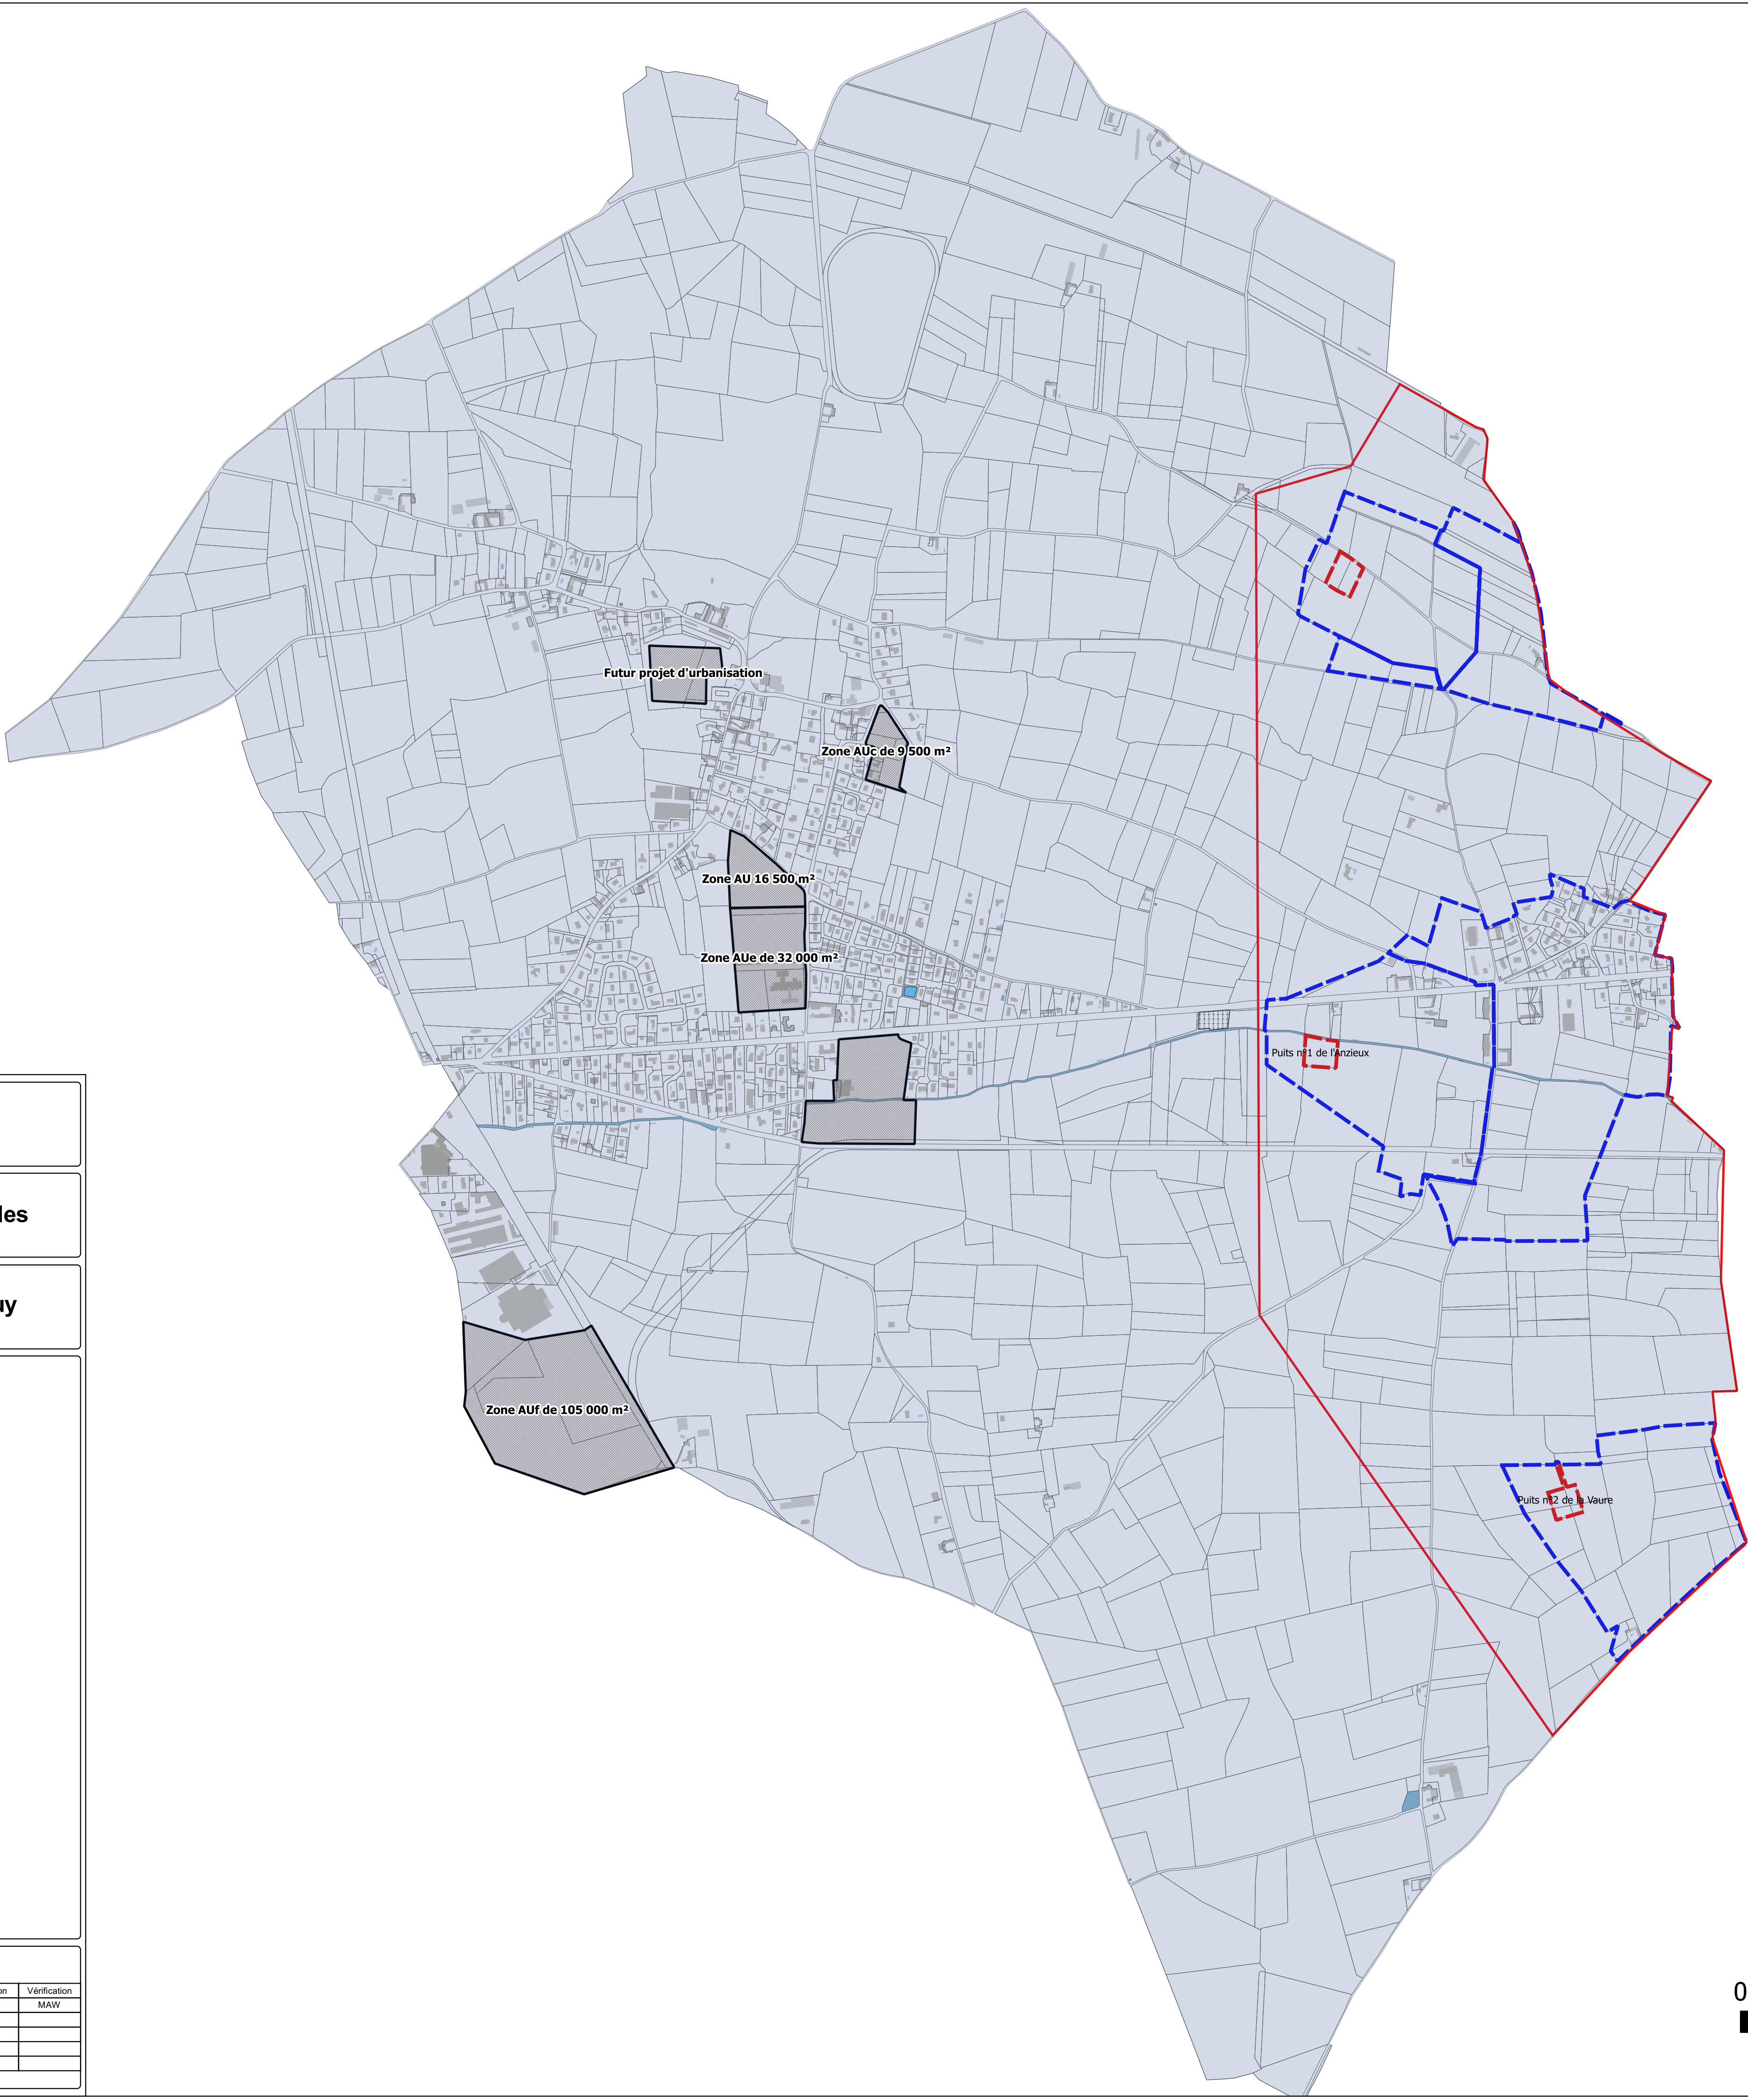 Futur projet d'urbanisation
Zone AUc de 9 500 m²
Zone AU 16 500 m²
Zone AUe de 32 000 m²
Puits n°1 de l'Anzieux
les
uy
Zone AUf de 105 000 m²
Puits n°2 de la Vaure
on Vérification
MAW
0